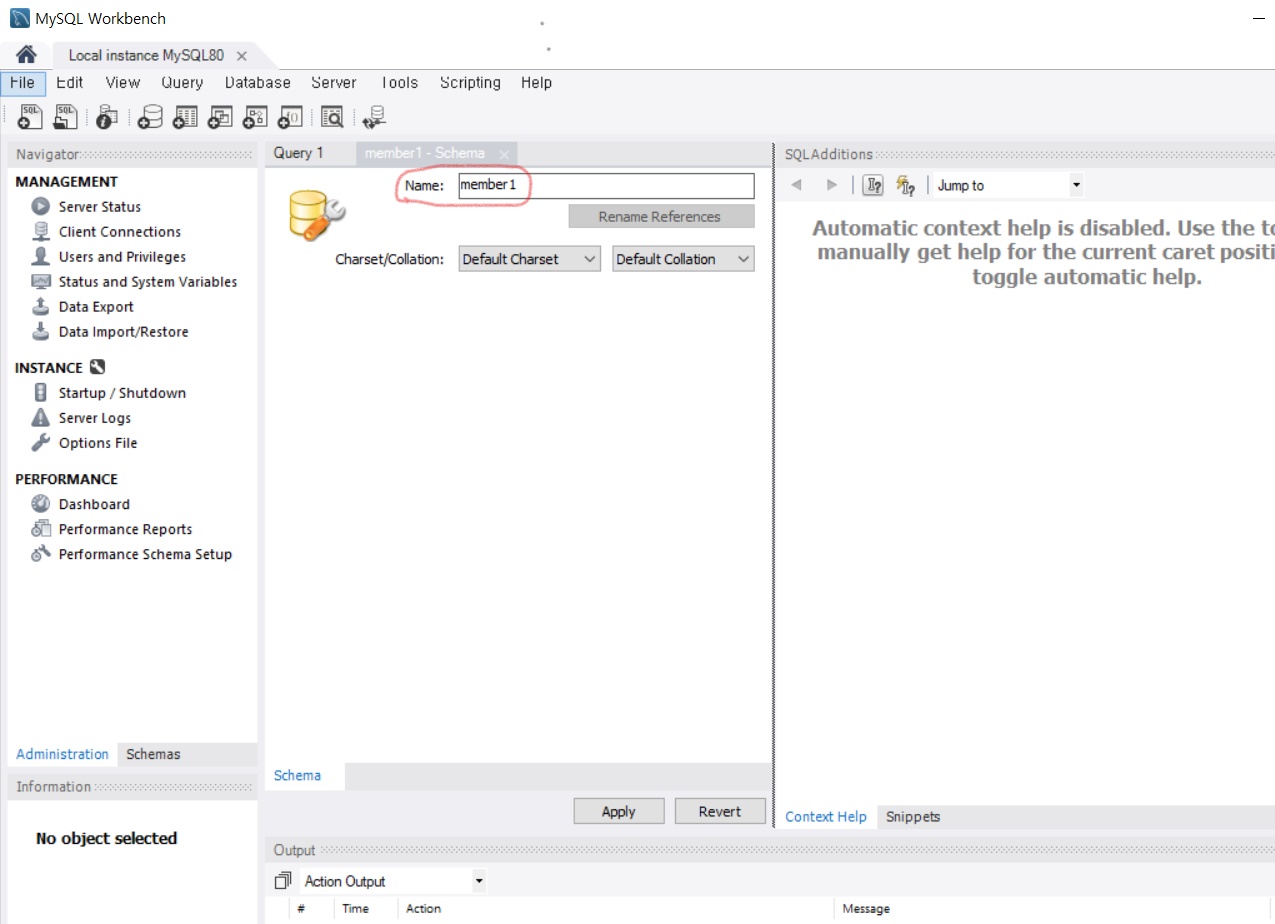 MySQL Workbench
Local instance MySQL80
File Edit View Query Database Server Tools Scripting Help
Navigator
MANAGEMENT
Server Status
Client Connections
Users and Privileges
Status and System Variables
Data Export
Data Import/Restore
INSTANCE
Startup / Shutdown
Server Logs
Options File
PERFORMANCE
Dashboard
Performance Reports
Performance Schema Setup
Administration Schemas
Information
No object selected
Query 1 member1 - Schema
Name: member1
Rename References
Charset/Collation: Default Charset Default Collation
Schema
Apply Revert
SQLAdditions
Jump to
Automatic context help is disabled. Use the to
manually get help for the current caret positi
toggle automatic help.
Context Help Snippets
Output
Action Output
# Time Action Message